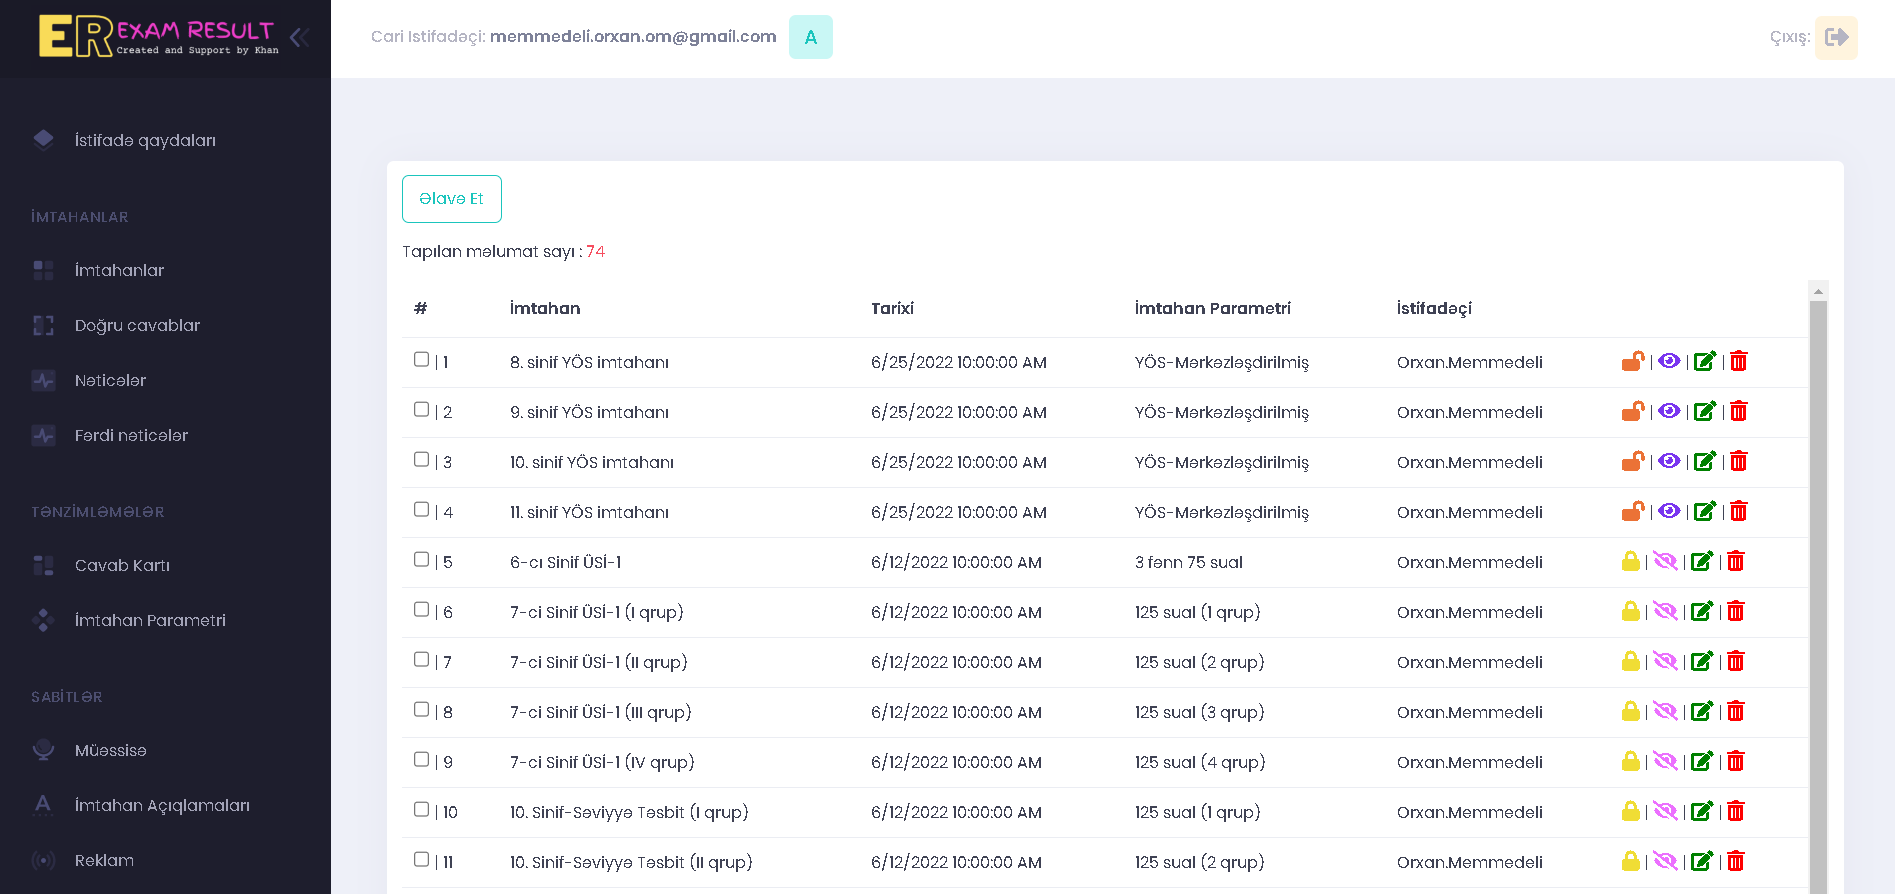 ER EXAM RESULT
Created and Support by Khan
Cari Istifadəçi: memmedeli.orxan.om@gmail.com A
Çıxış:
İstifadə qaydaları
İMTAHANLAR
İmtahanlar
Doğru cavablar
Nəticələr
Fərdi nəticələr
TƏNZİMLƏMƏLƏR
Cavab Kartı
İmtahan Parametri
SABİTLƏR
Müəssisə
İmtahan Açıqlamaları
Reklam
Əlavə Et
Tapılan məlumat sayı : 74
# İmtahan Tarixi İmtahan Parametri İstifadəçi
| 1 8. sinif YÖS imtahanı 6/25/2022 10:00:00 AM YÖS-Mərkəzləşdirilmiş Orxan.Memmedeli | | |
| 2 9. sinif YÖS imtahanı 6/25/2022 10:00:00 AM YÖS-Mərkəzləşdirilmiş Orxan.Memmedeli | | |
| 3 10. sinif YÖS imtahanı 6/25/2022 10:00:00 AM YÖS-Mərkəzləşdirilmiş Orxan.Memmedeli | | |
| 4 11. sinif YÖS imtahanı 6/25/2022 10:00:00 AM YÖS-Mərkəzləşdirilmiş Orxan.Memmedeli | | |
| 5 6-cı Sinif ÜSİ-1 6/12/2022 10:00:00 AM 3 fənn 75 sual Orxan.Memmedeli | | |
| 6 7-ci Sinif ÜSİ-1 (I qrup) 6/12/2022 10:00:00 AM 125 sual (1 qrup) Orxan.Memmedeli | | |
| 7 7-ci Sinif ÜSİ-1 (II qrup) 6/12/2022 10:00:00 AM 125 sual (2 qrup) Orxan.Memmedeli | | |
| 8 7-ci Sinif ÜSİ-1 (III qrup) 6/12/2022 10:00:00 AM 125 sual (3 qrup) Orxan.Memmedeli | | |
| 9 7-ci Sinif ÜSİ-1 (IV qrup) 6/12/2022 10:00:00 AM 125 sual (4 qrup) Orxan.Memmedeli | | |
| 10 10. Sinif-Səviyyə Təsbit (I qrup) 6/12/2022 10:00:00 AM 125 sual (1 qrup) Orxan.Memmedeli | | |
| 11 10. Sinif-Səviyyə Təsbit (II qrup) 6/12/2022 10:00:00 AM 125 sual (2 qrup) Orxan.Memmedeli | | |